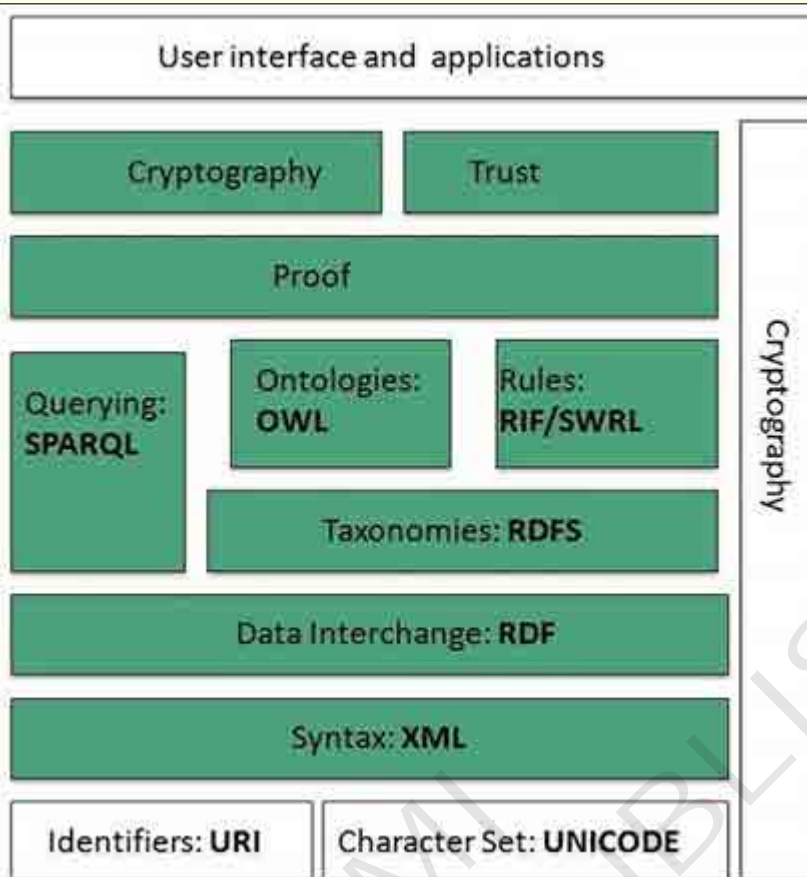 User interface and applications
Cryptography
Trust
Proof
Querying:
SPARQL
Ontologies:
OWL
Rules:
RIF/SWRL
Taxonomies: RDFS
Data Interchange: RDF
Syntax: XML
Identifiers: URI
Character Set: UNICODE
Cryptography